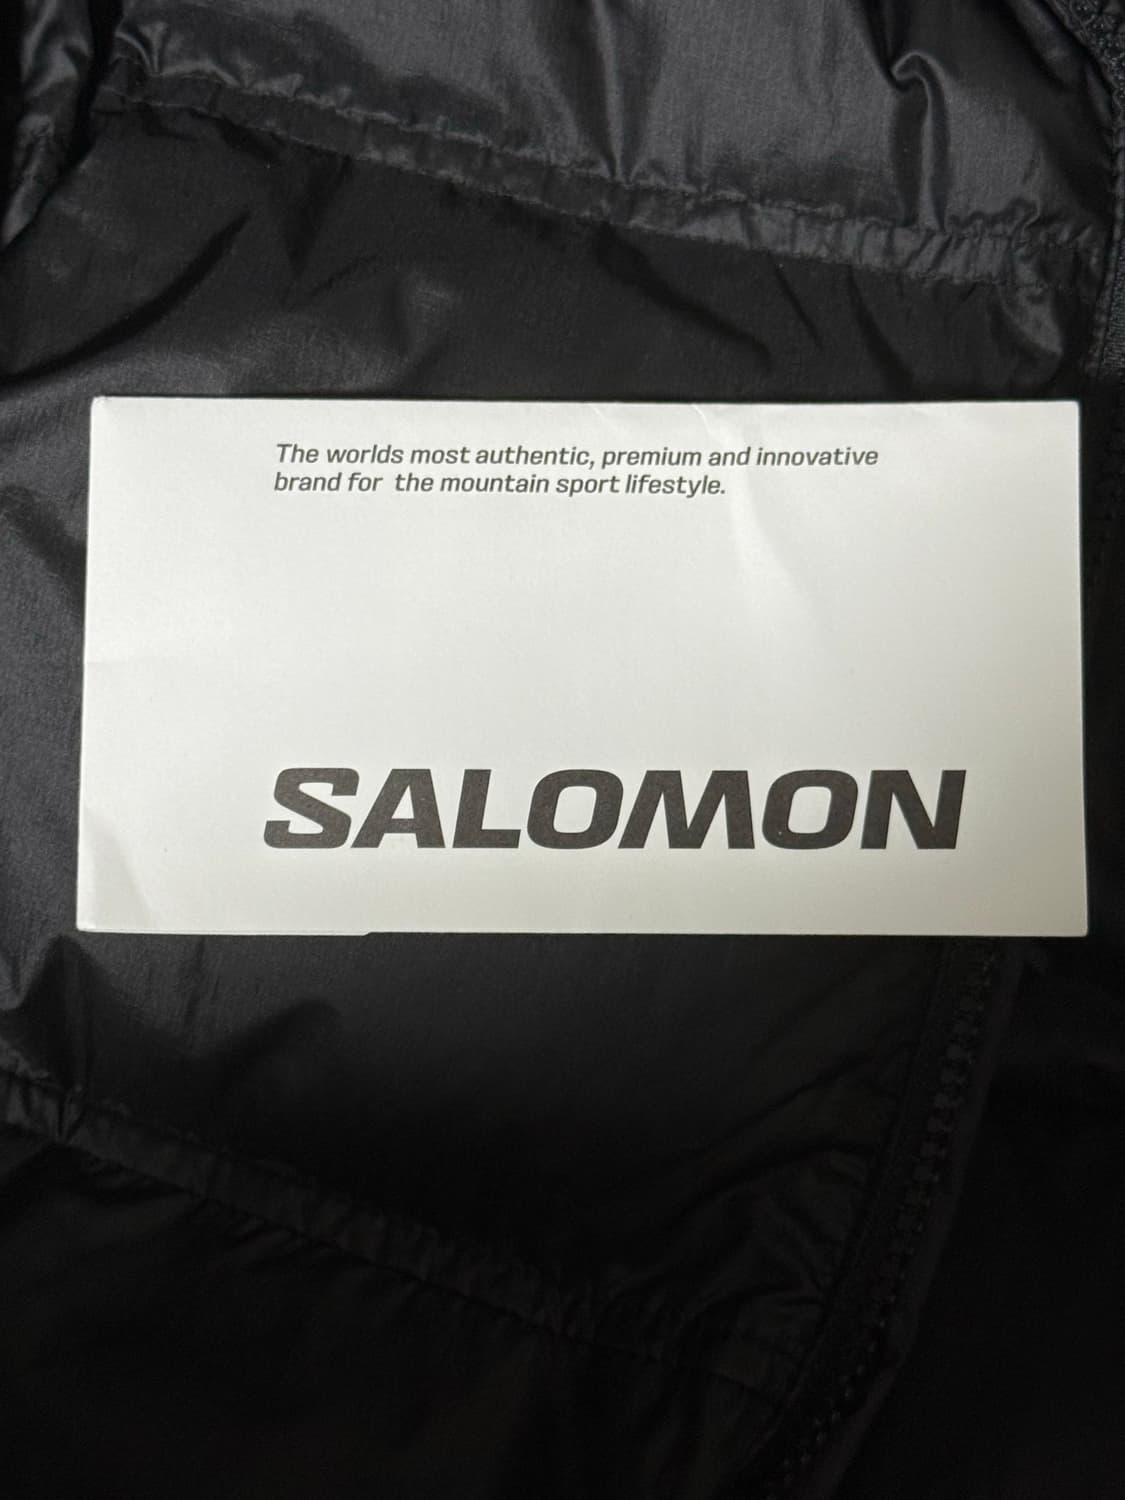 The worlds most authentic, premium and innovative
brand for the mountain sport lifestyle.
SALOMON